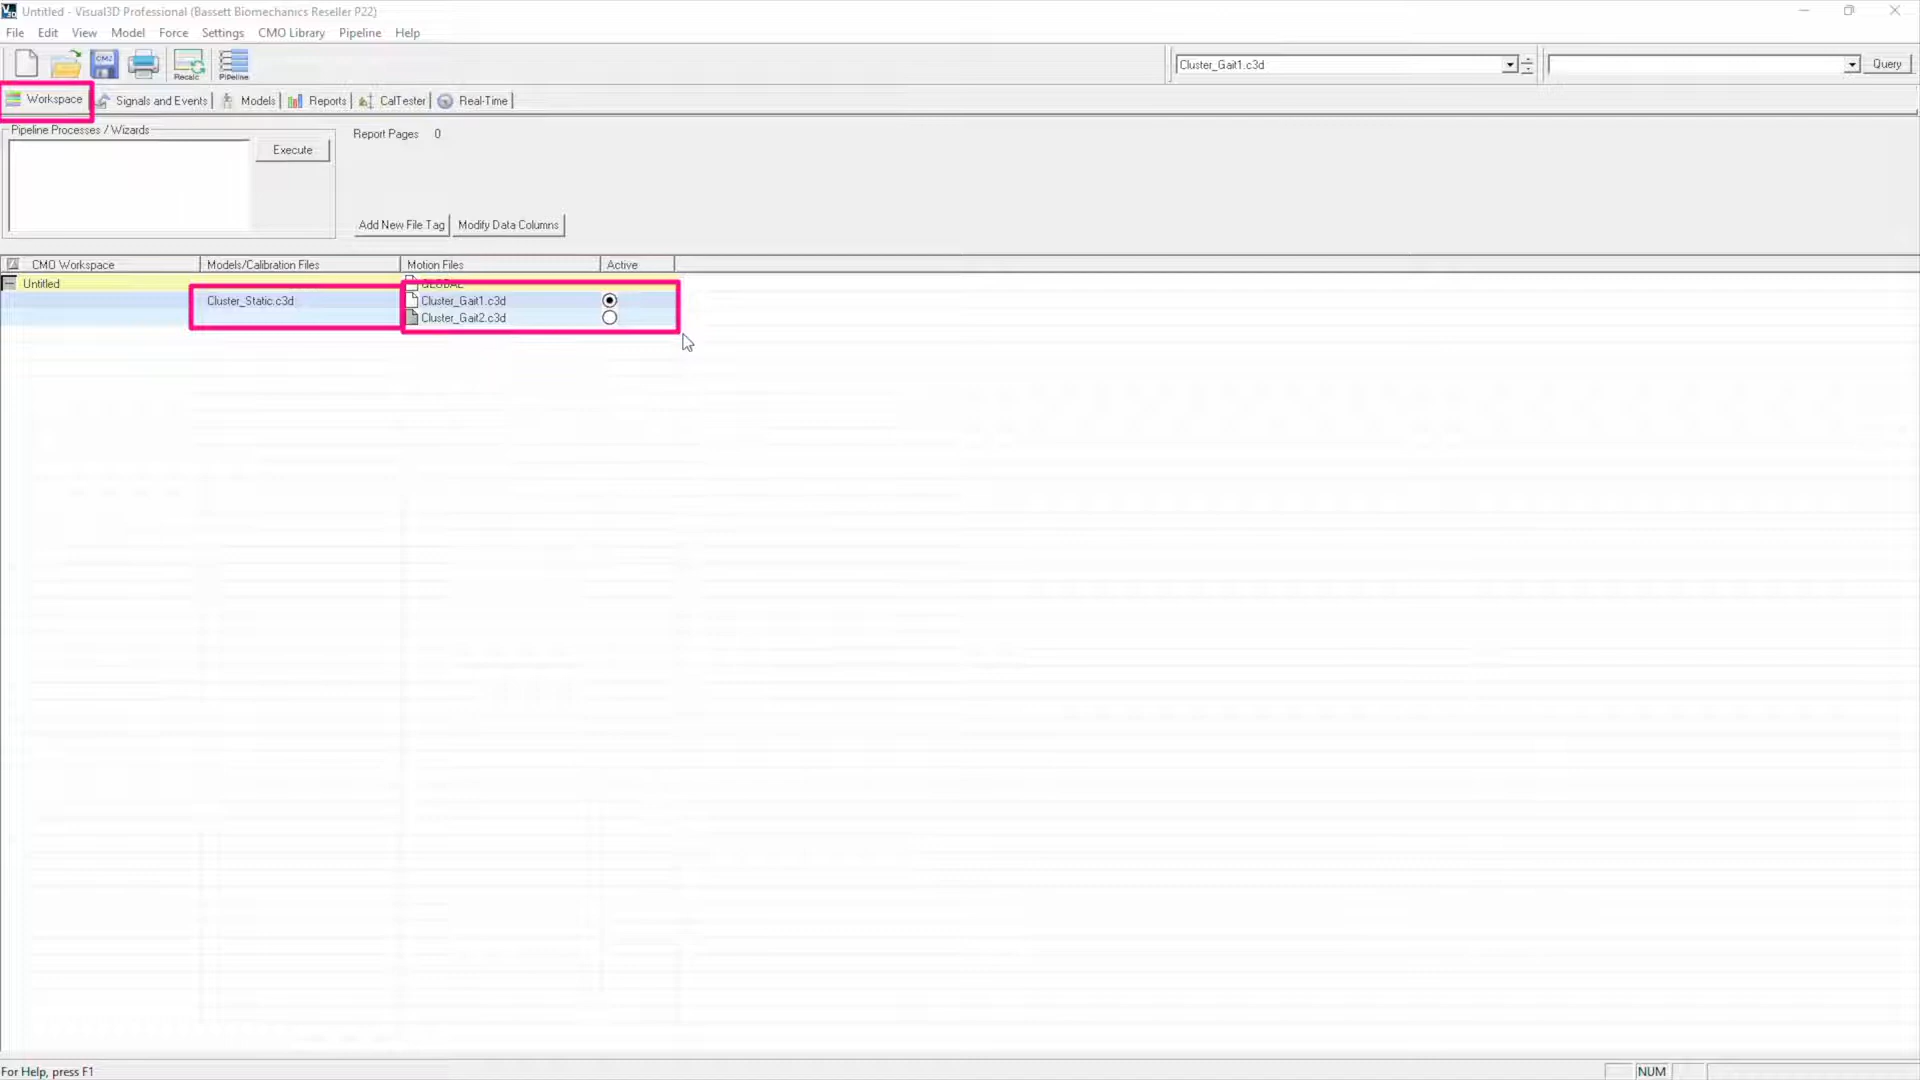 Untitled - Visual3D Professional (Bassett Biomechanics Reseller P22)
File Edit View Model Force Settings CMO Library Pipeline Help
CMZ
Recalc Pipeline
Cluster_Gait1.c3d
Query
Workspace Signals and Events Models Reports CalTester Real-Time
Pipeline Processes / Wizards
Execute
Report Pages 0
Add New File Tag Modify Data Columns
CMO Workspace Models/Calibration Files Motion Files Active
Untitled GLOBAL
Cluster_Static.c3d Cluster_Gait1.c3d
Cluster_Gait2.c3d
For Help, press F1
NUM